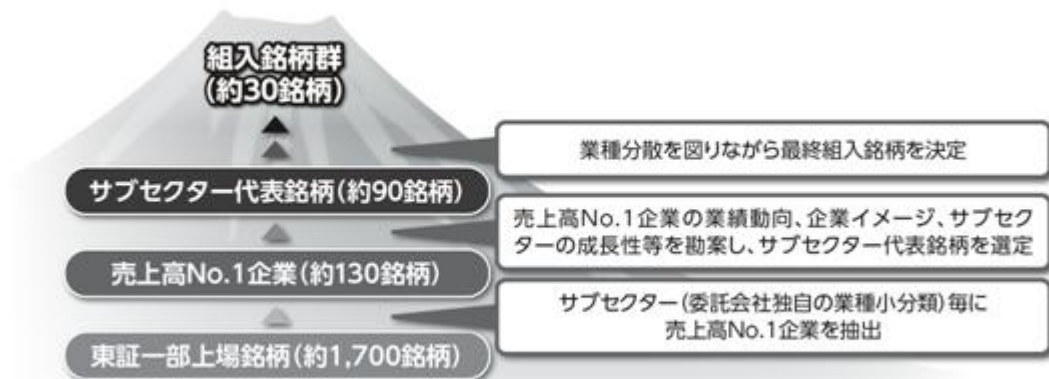 組入銘柄群
(約30銘柄)
業種分散を図りながら最終組入銘柄を決定
サブセクター代表銘柄(約90銘柄)
売上高No.1企業の業績動向、企業イメージ、サブセク
ターの成長性等を勘案し、サブセクター代表銘柄を選定
売上高No.1企業(約130銘柄)
サブセクター(委託会社独自の業種小分類)毎に
売上高No.1企業を抽出
東証一部上場銘柄(約1,700銘柄)